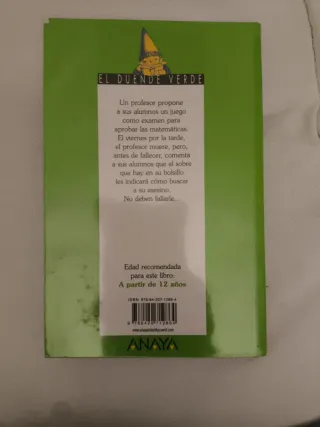 EL DUENDE VERDE
Un profesor propone
a sus alumnos un juego
como examen para
aprobar las matemáticas.
El viernes por la tarde,
el profesor muere, pero,
antes de fallecer, comenta
a sus alumnos que el sobre
que hay en su bolsillo
les indicará cómo buscar
a su asesino.
No deben fallarle...
Edad recomendada
para este libro:
A partir de 12 años
ANAYA